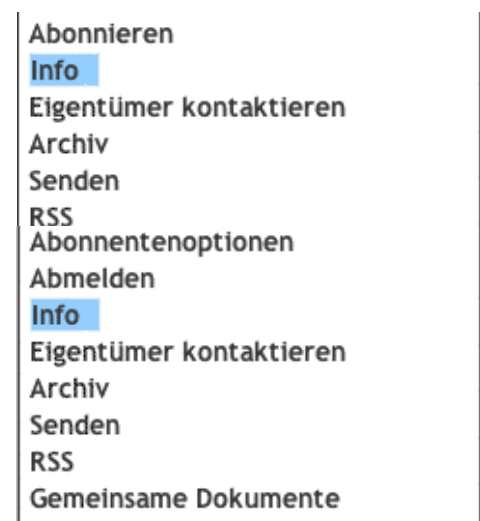 Abonnieren
Info
Eigentümer kontaktieren
Archiv
Senden
RSS
Abonnentenoptionen
Abmelden
Info
Eigentümer kontaktieren
Archiv
Senden
RSS
Gemeinsame Dokumente